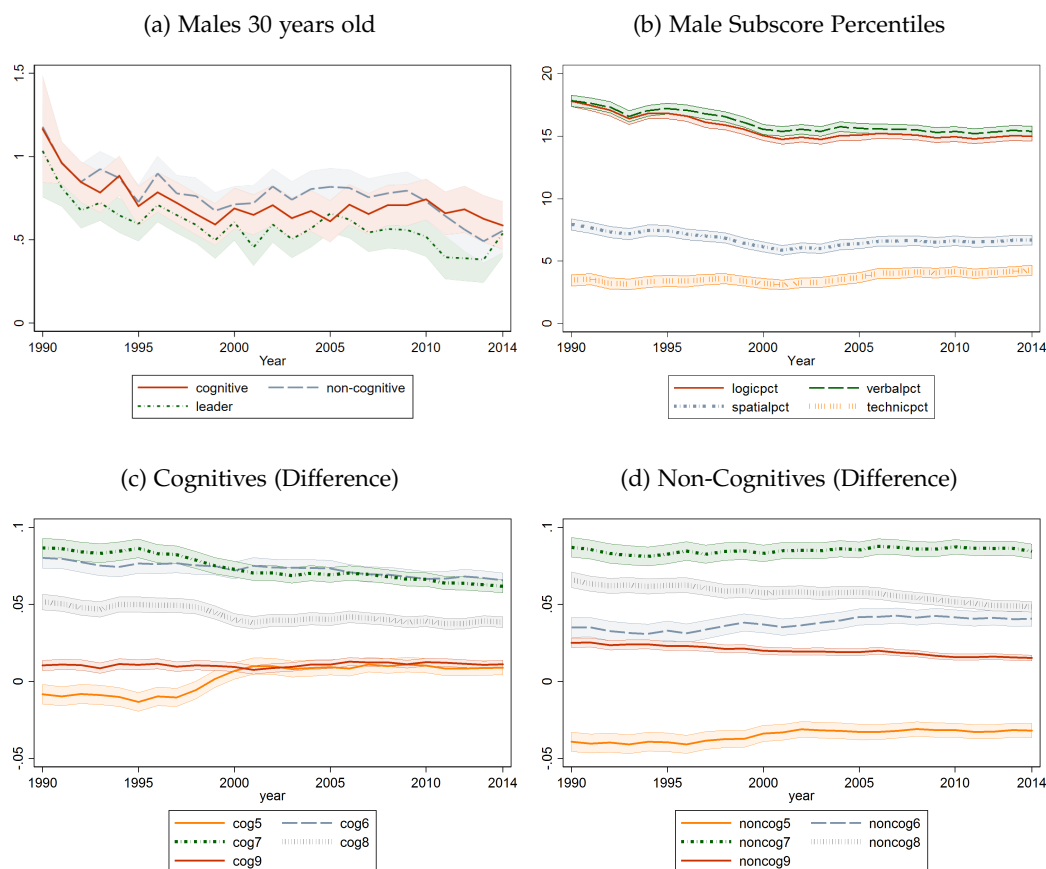 (a) Males 30 years old
(b) Male Subscore Percentiles
0 .5 1 1.5
1990 1995 2000 2005 2010 2014
Year
cognitive non-cognitive
leader
0 5 10 15 20
1990 1995 2000 2005 2010 2014
Year
logicpct verbalpct
spatialpct technicpct
(c) Cognitives (Difference)
(d) Non-Cognitives (Difference)
-.05 0 .05 .1
1990 1995 2000 2005 2010 2014
year
cog5 cog6
cog7 cog8
cog9
-.05 0 .05 .1
1990 1995 2000 2005 2010 2014
year
noncog5 noncog6
noncog7 noncog8
noncog9